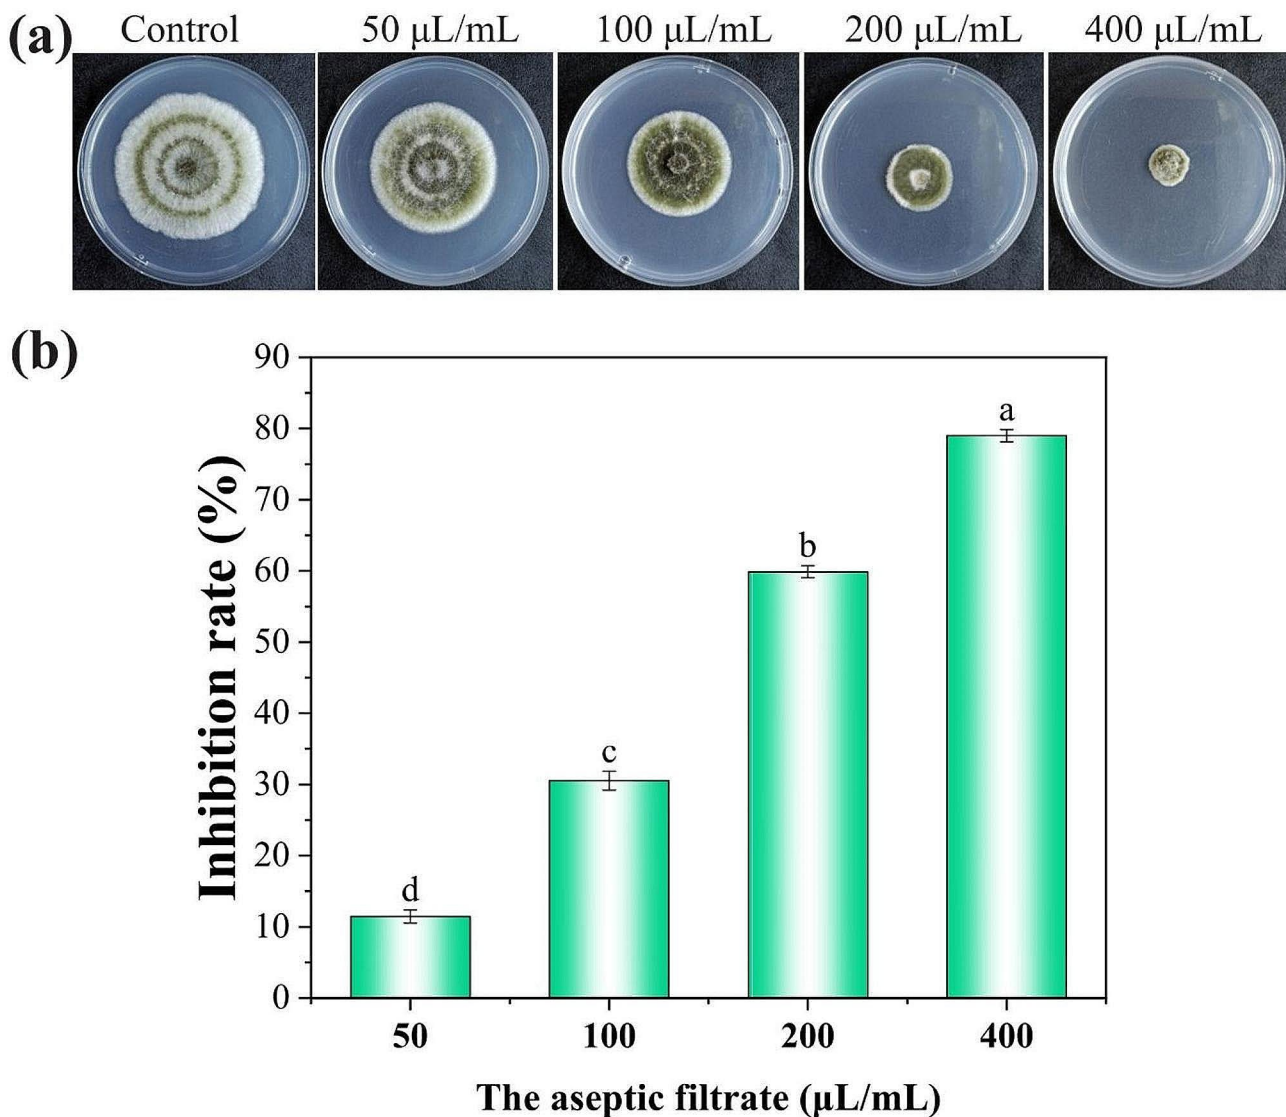 (a) Control 50 μL/mL 100 μL/mL 200 μL/mL 400 μL/mL
(b)
90
80
70
60
50
40
30
20
10
0
Inhibition rate (%)
d
c
b
a
50 100 200 400
The aseptic filtrate (μL/mL)